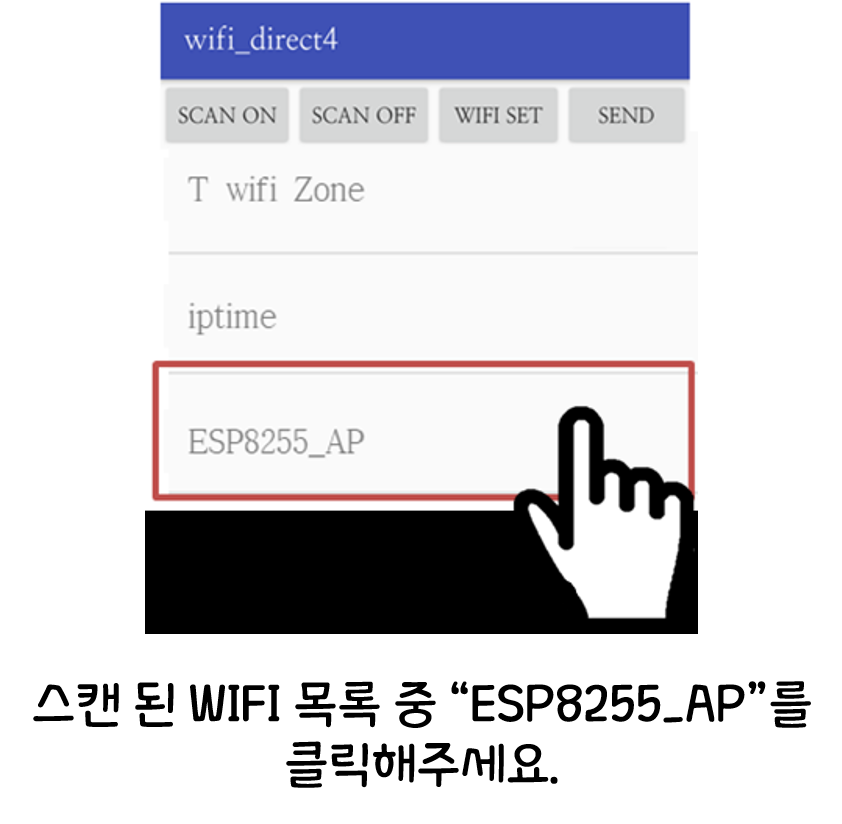 wifi_direct4
SCAN ON SCAN OFF WIFI SET SEND
T wifi Zone
iptime
ESP8255_AP
스캔 된 WIFI 목록 중 “ESP8255_AP”를
클릭해주세요.